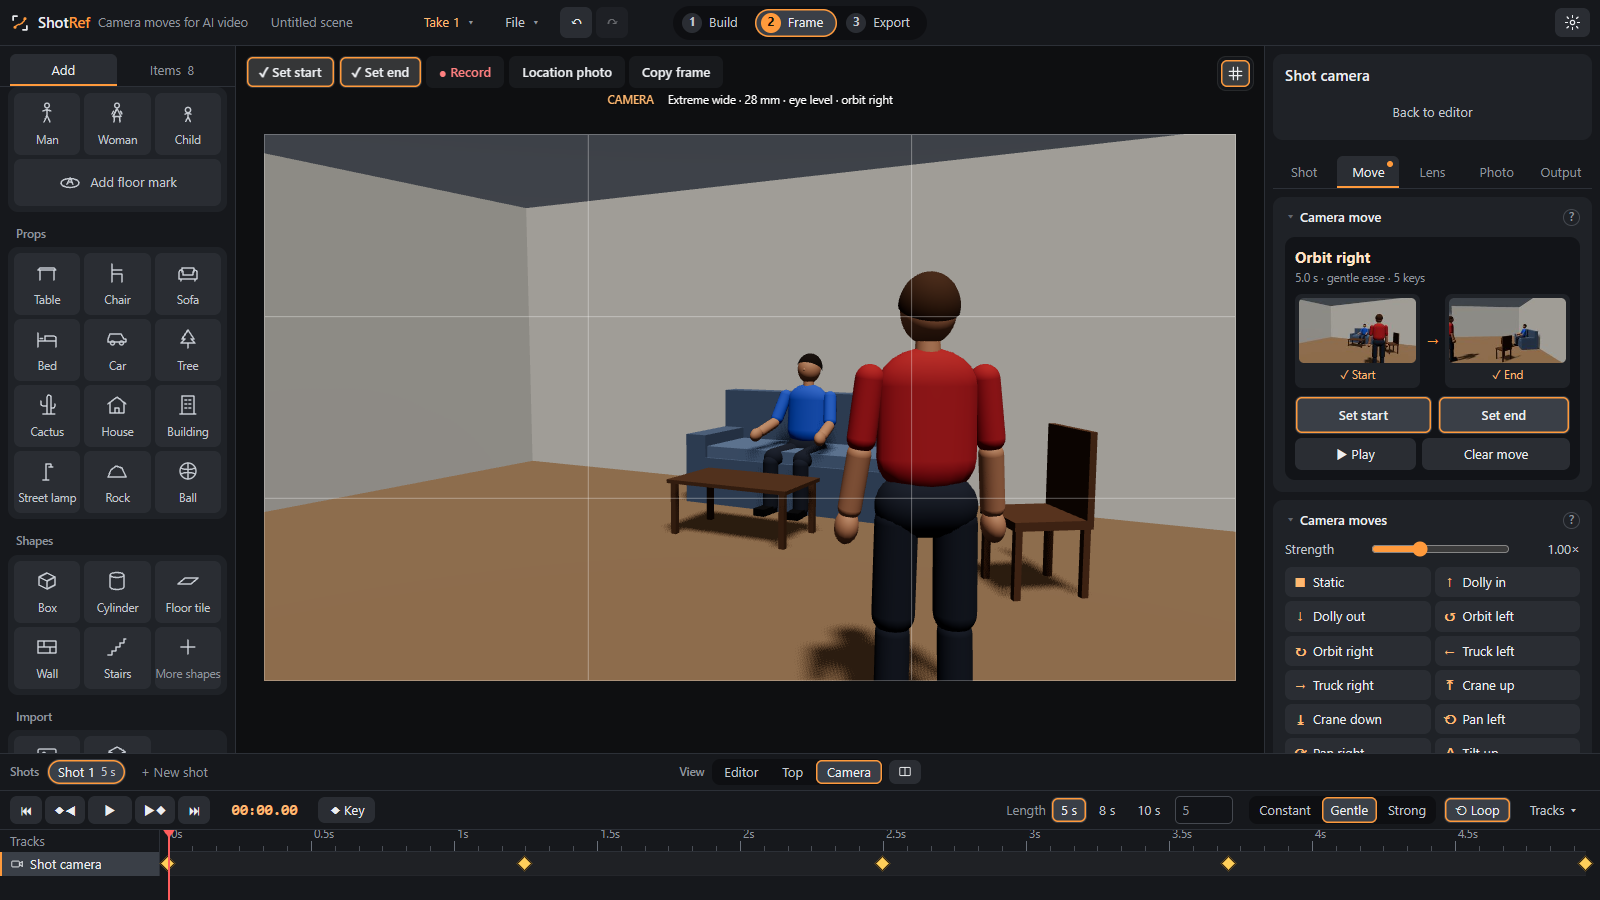 ShotRef Camera moves for AI video Untitled scene Take 1 File 1 Build 2 Frame 3 Export
Add Items 8
Man Woman Child
Add floor mark
Props
Table Chair Sofa
Bed Car Tree
Cactus House Building
Street lamp Rock Ball
Shapes
Box Cylinder Floor tile
Wall Stairs More shapes
Import
✓ Set start ✓ Set end ● Record Location photo Copy frame
CAMERA Extreme wide · 28 mm · eye level · orbit right
Shot camera
Back to editor
Shot Move Lens Photo Output
Camera move ?
Orbit right
5.0 s · gentle ease · 5 keys
✓ Start → ✓ End
Set start Set end
▶ Play Clear move
Camera moves ?
Strength 1.00×
Static ↑ Dolly in
↓ Dolly out Orbit left
Orbit right ← Truck left
→ Truck right Crane up
Crane down Pan left
Pan right Tilt up
Shots Shot 1 5 s + New shot View Editor Top Camera
00:00.00 ◆ Key Length 5 s 8 s 10 s 5 Constant Gentle Strong Loop Tracks
Tracks 0s 0.5s 1s 1.5s 2s 2.5s 3s 3.5s 4s 4.5s
Shot camera